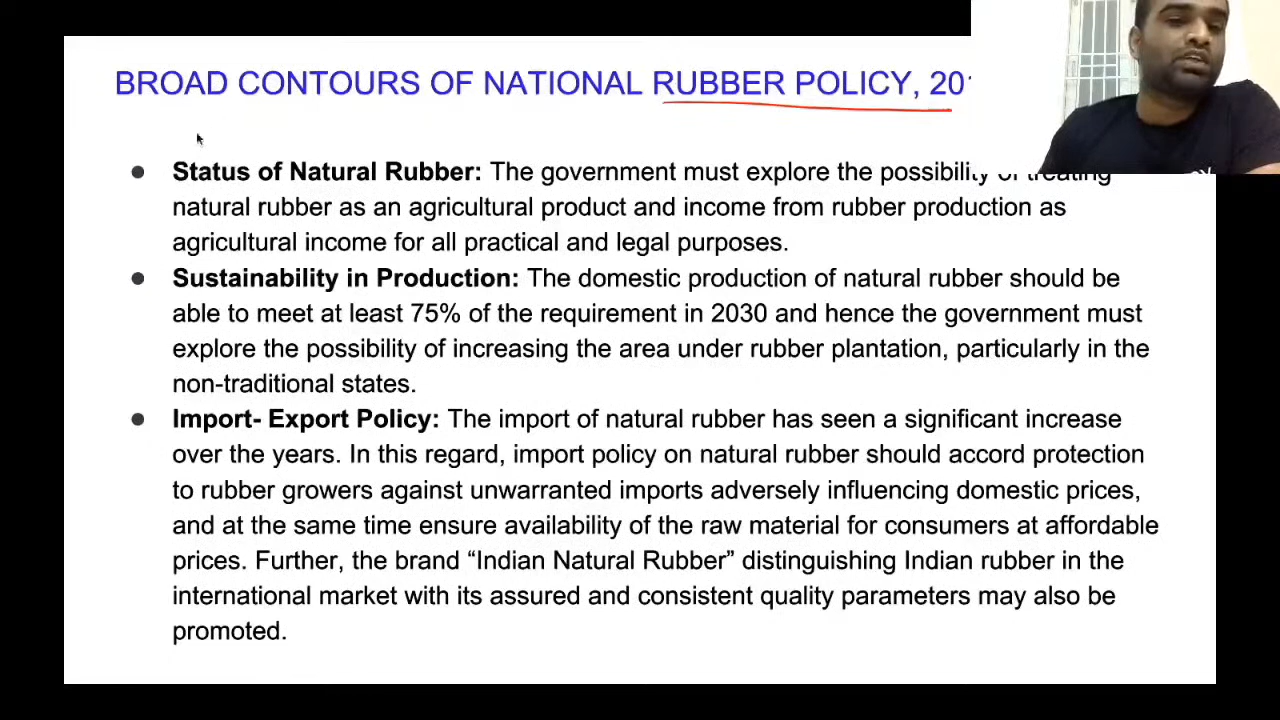 BROAD CONTOURS OF NATIONAL RUBBER POLICY, 201
Status of Natural Rubber: The government must explore the possibility of treating
natural rubber as an agricultural product and income from rubber production as
agricultural income for all practical and legal purposes.
Sustainability in Production: The domestic production of natural rubber should be
able to meet at least 75% of the requirement in 2030 and hence the government must
explore the possibility of increasing the area under rubber plantation, particularly in the
non-traditional states.
Import- Export Policy: The import of natural rubber has seen a significant increase
over the years. In this regard, import policy on natural rubber should accord protection
to rubber growers against unwarranted imports adversely influencing domestic prices,
and at the same time ensure availability of the raw material for consumers at affordable
prices. Further, the brand “Indian Natural Rubber” distinguishing Indian rubber in the
international market with its assured and consistent quality parameters may also be
promoted.